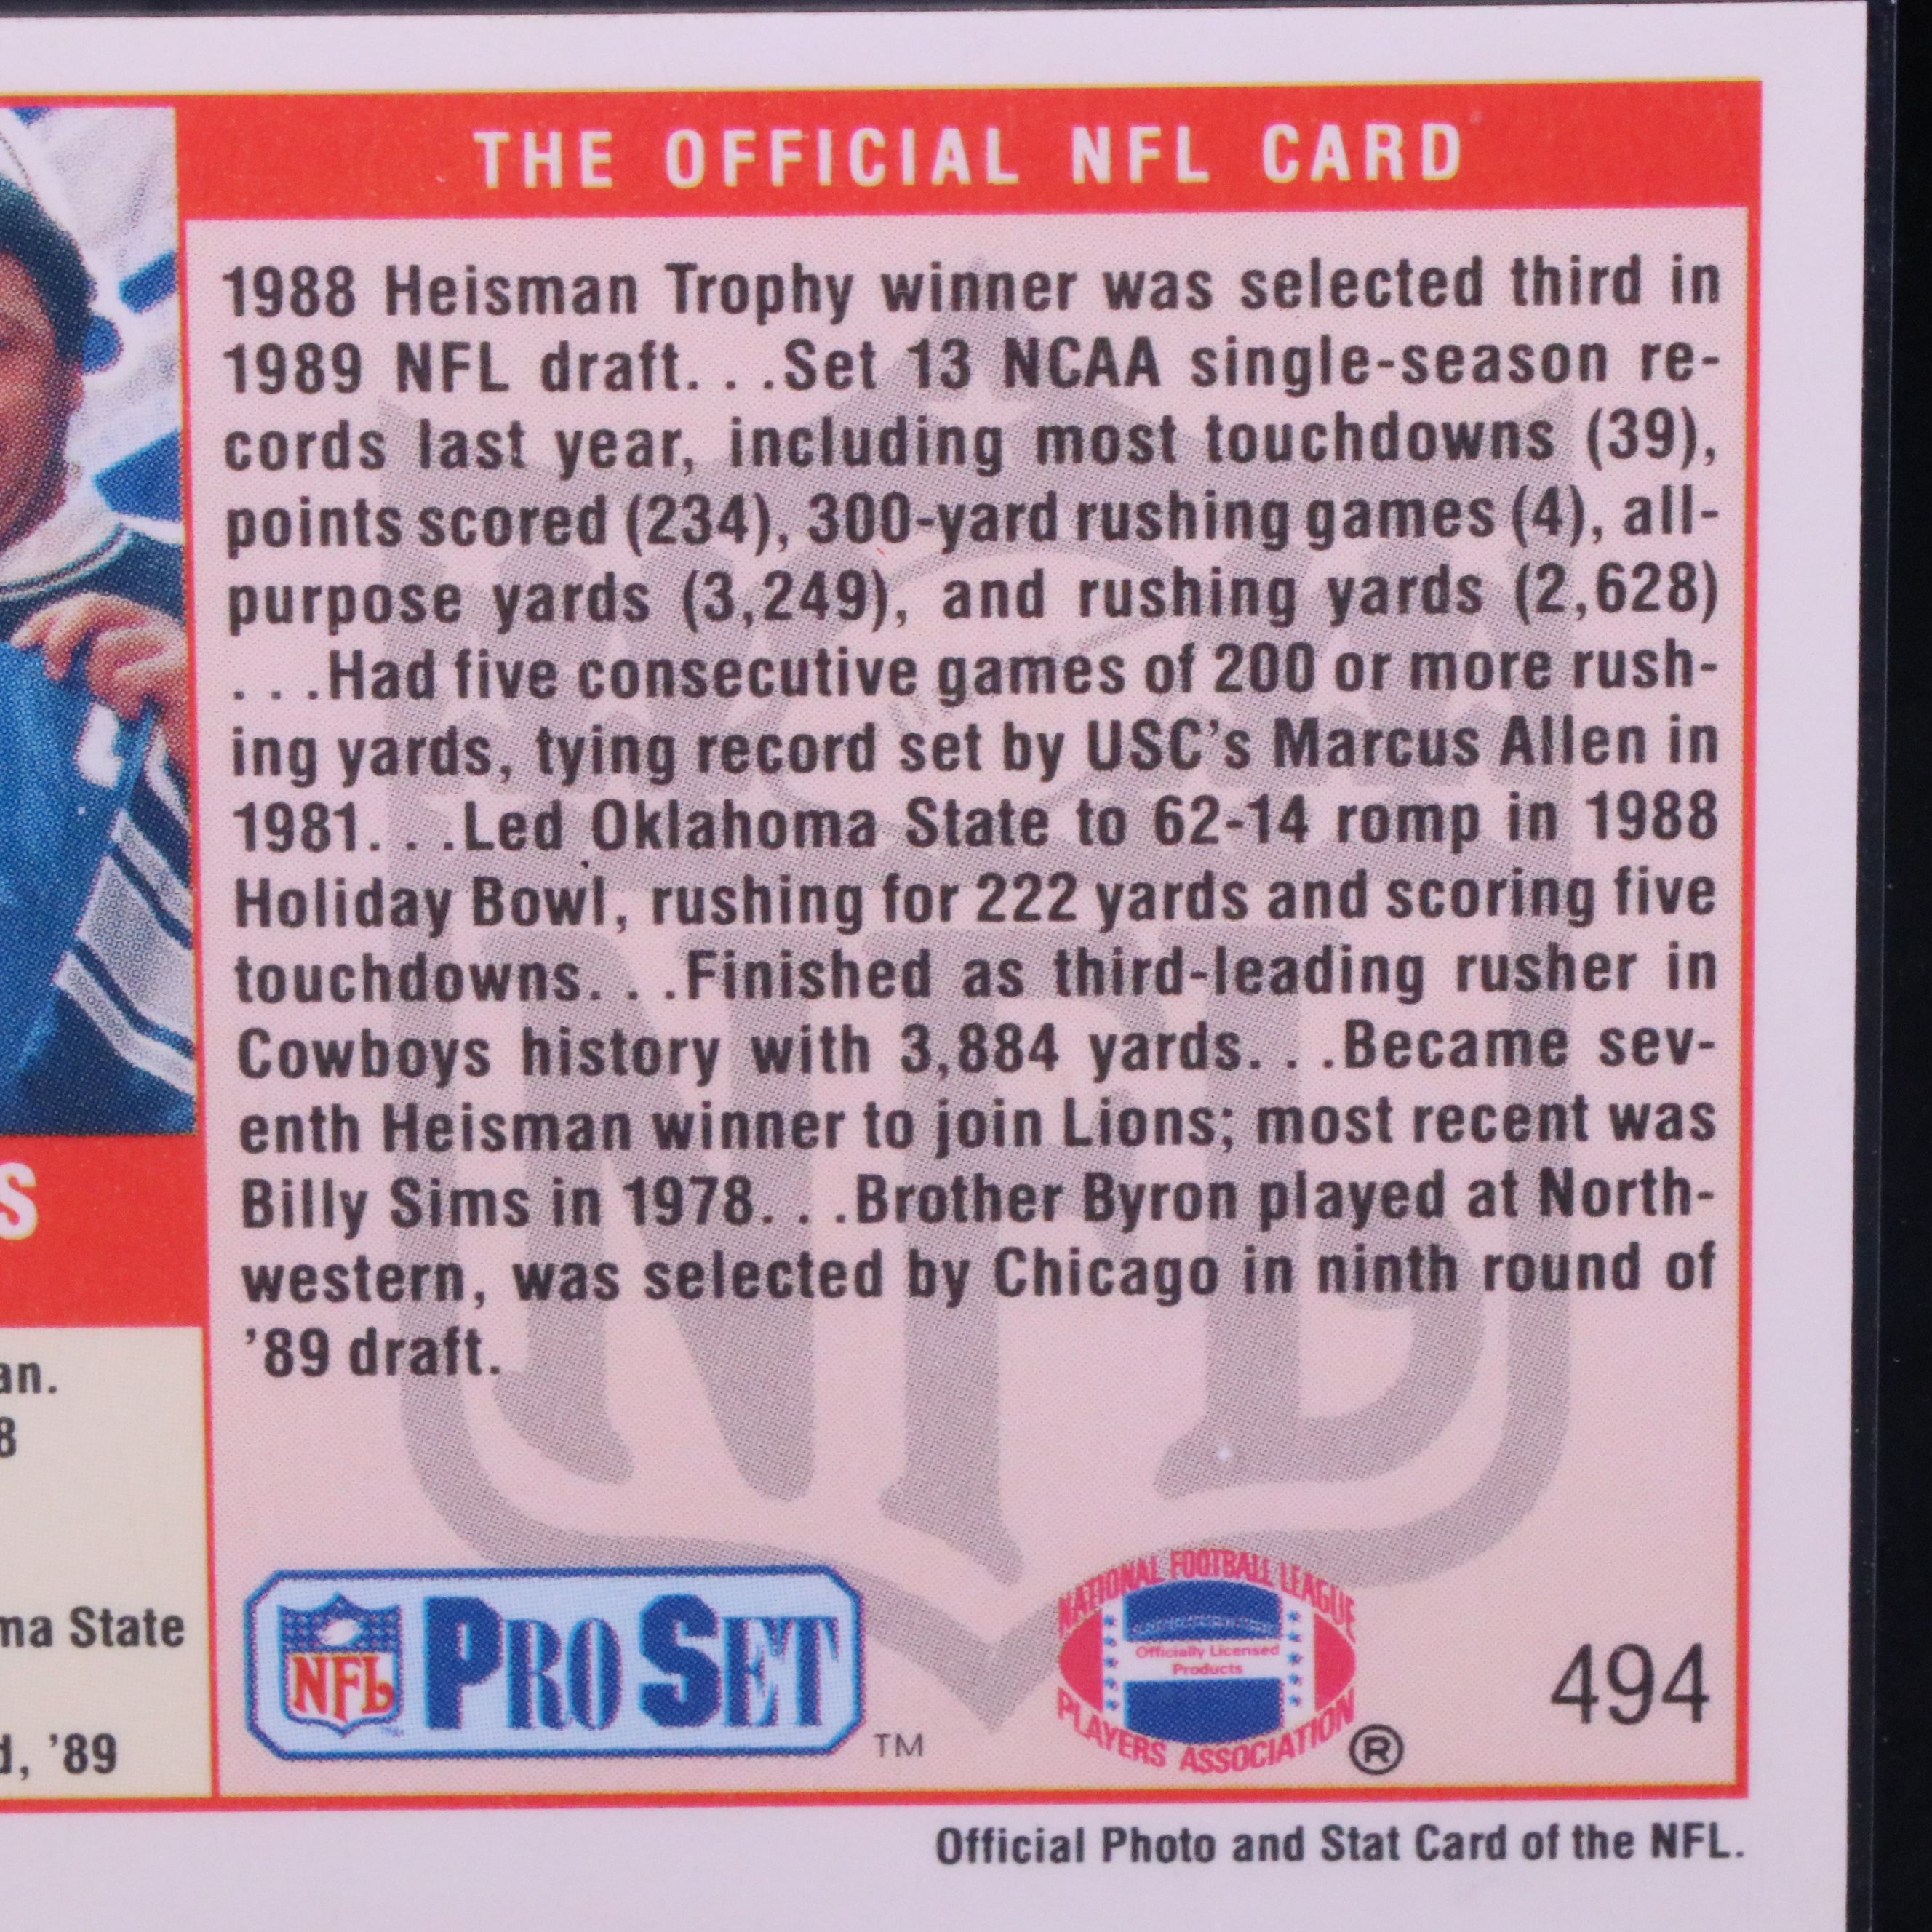 THE OFFICIAL NFL CARD
1988 Heisman Trophy winner was selected third in
1989 NFL draft. . .Set 13 NCAA single-season re-
cords last year, including most touchdowns (39),
points scored (234), 300-yard rushing games (4), all-
purpose yards (3,249), and rushing yards (2,628)
. . .Had five consecutive games of 200 or more rush-
ing yards, tying record set by USC's Marcus Allen in
1981. . .Led Oklahoma State to 62-14 romp in 1988
Holiday Bowl, rushing for 222 yards and scoring five
touchdowns. . .Finished as third-leading rusher in
Cowboys history with 3,884 yards. . .Became sev-
enth Heisman winner to join Lions; most recent was
Billy Sims in 1978. . .Brother Byron played at North-
western, was selected by Chicago in ninth round of
'89 draft.
NFL
S
an.
8
ma State
d, '89
NFL PRO SET TM
NATIONAL FOOTBALL LEAGUE
Officially Licensed
Products
PLAYERS ASSOCIATION ®
494
Official Photo and Stat Card of the NFL.